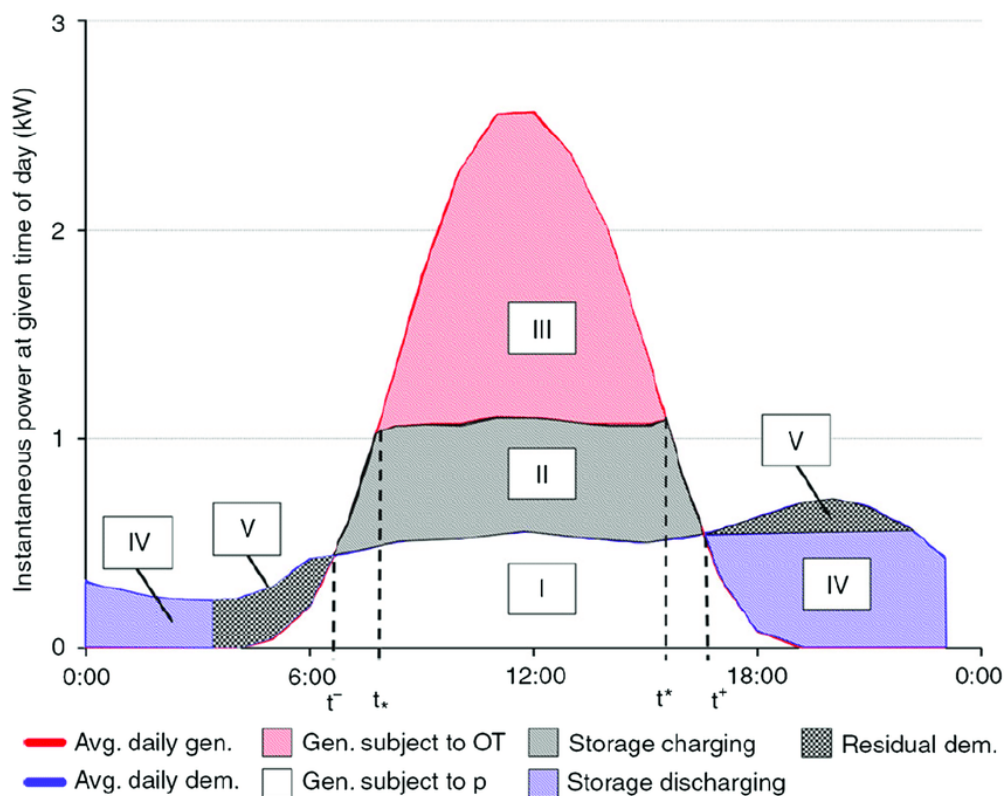 Instantaneous power at given time of day (kW)
3
2
1
0
III
II
I
IV
V
V
IV
0:00
6:00
12:00
18:00
0:00
t⁻
t*
t*
t⁺
Avg. daily gen.
Gen. subject to OT
Storage charging
Residual dem.
Avg. daily dem.
Gen. subject to p
Storage discharging